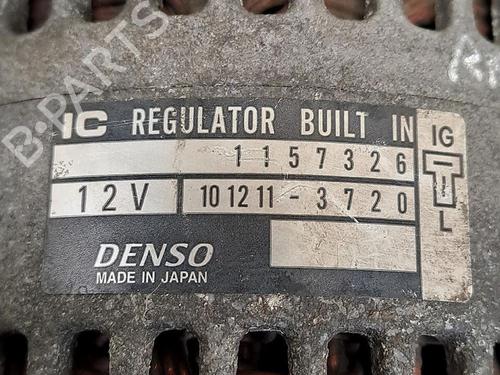 B-PARTS
IC REGULATOR BUILT IN
IG
1157326
12V
101211-3720
L
DENSO
MADE IN JAPAN